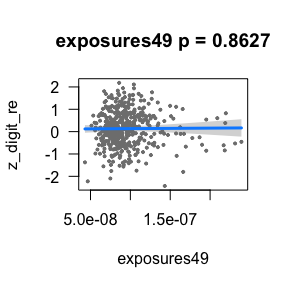 exposures49 p = 0.8627
z_digit_re
2
1
0
-1
-2
5.0e-08
1.5e-07
exposures49